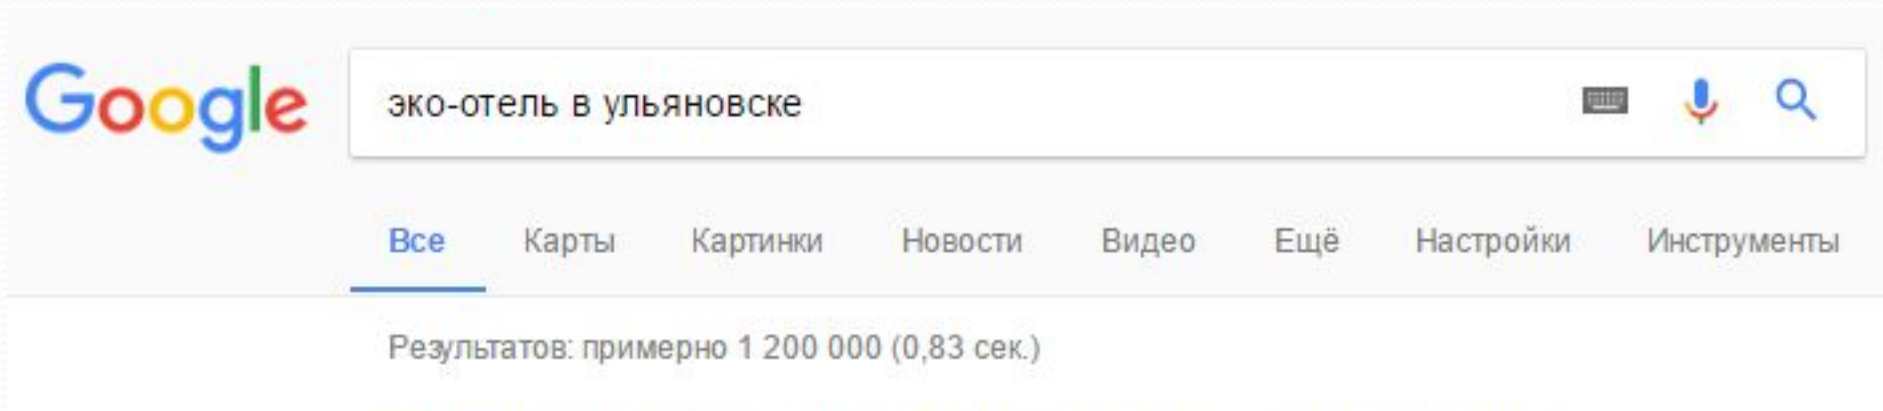 Google эко-отель в ульяновске
Все Карты Картинки Новости Видео Ещё Настройки Инструменты
Результатов: примерно 1 200 000 (0,83 сек.)